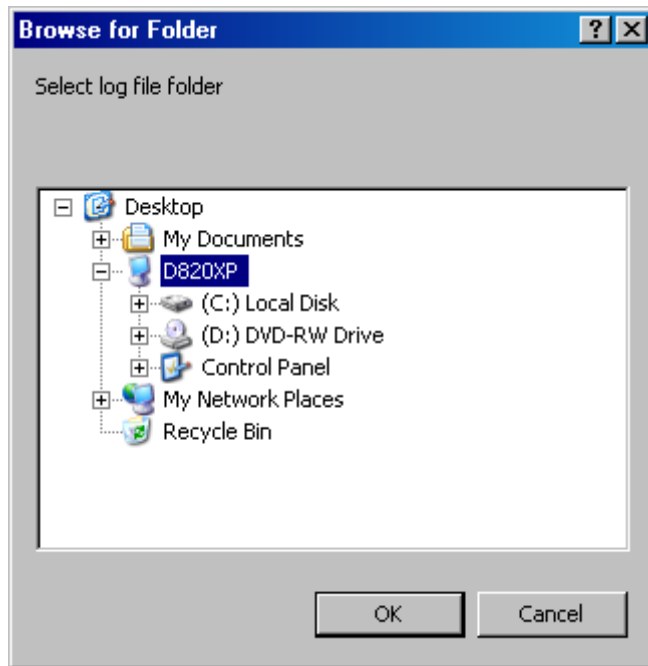 Browse for Folder
Select log file folder
Desktop
My Documents
D820XP
(C:) Local Disk
(D:) DVD-RW Drive
Control Panel
My Network Places
Recycle Bin
OK Cancel